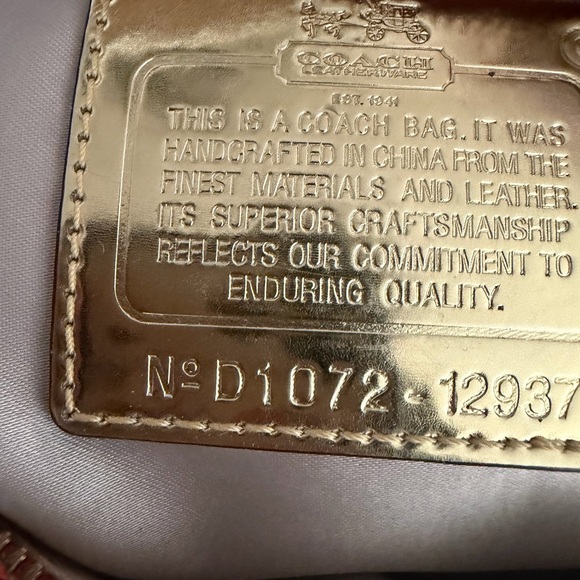 COACH
LEATHERWARE
EST. 1941
THIS IS A COACH BAG. IT WAS
HANDCRAFTED IN CHINA FROM THE
FINEST MATERIALS AND LEATHER.
ITS SUPERIOR CRAFTSMANSHIP
REFLECTS OUR COMMITMENT TO
ENDURING QUALITY.
Nº D1072-12937